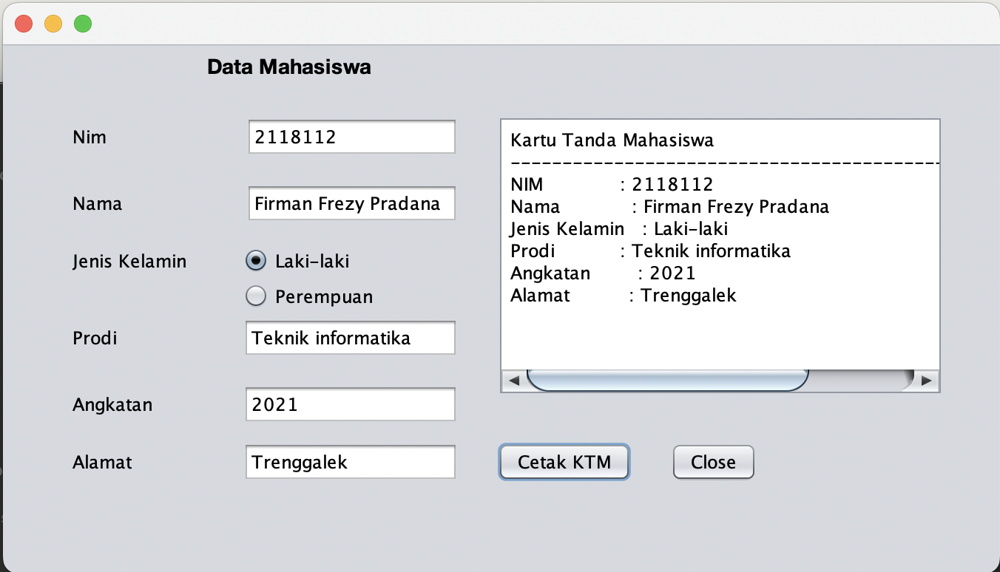 Data Mahasiswa
Nim
2118112
Nama
Firman Frezy Pradana
Jenis Kelamin
Laki-laki
Perempuan
Prodi
Teknik informatika
Angkatan
2021
Alamat
Trenggalek
Kartu Tanda Mahasiswa
------------------------------------------
NIM : 2118112
Nama : Firman Frezy Pradana
Jenis Kelamin : Laki-laki
Prodi : Teknik informatika
Angkatan : 2021
Alamat : Trenggalek
Cetak KTM
Close